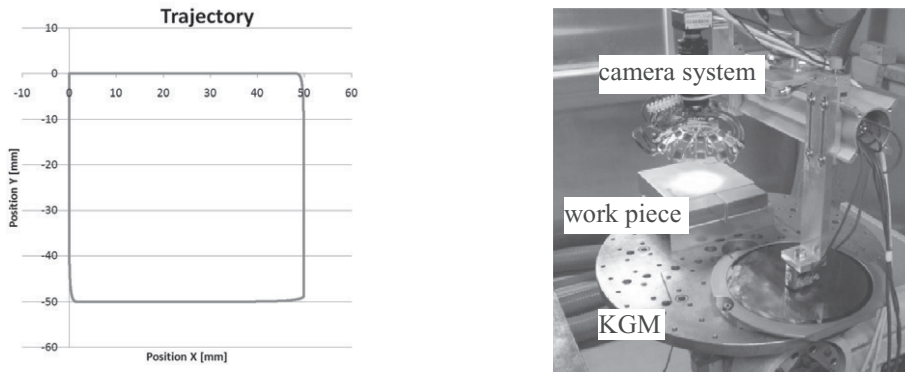 Trajectory
10
0
-10 0 10 20 30 40 50 60
-10
-20
-30
-40
-50
-60
Position Y [mm]
Position X [mm]
camera system
work piece
KGM